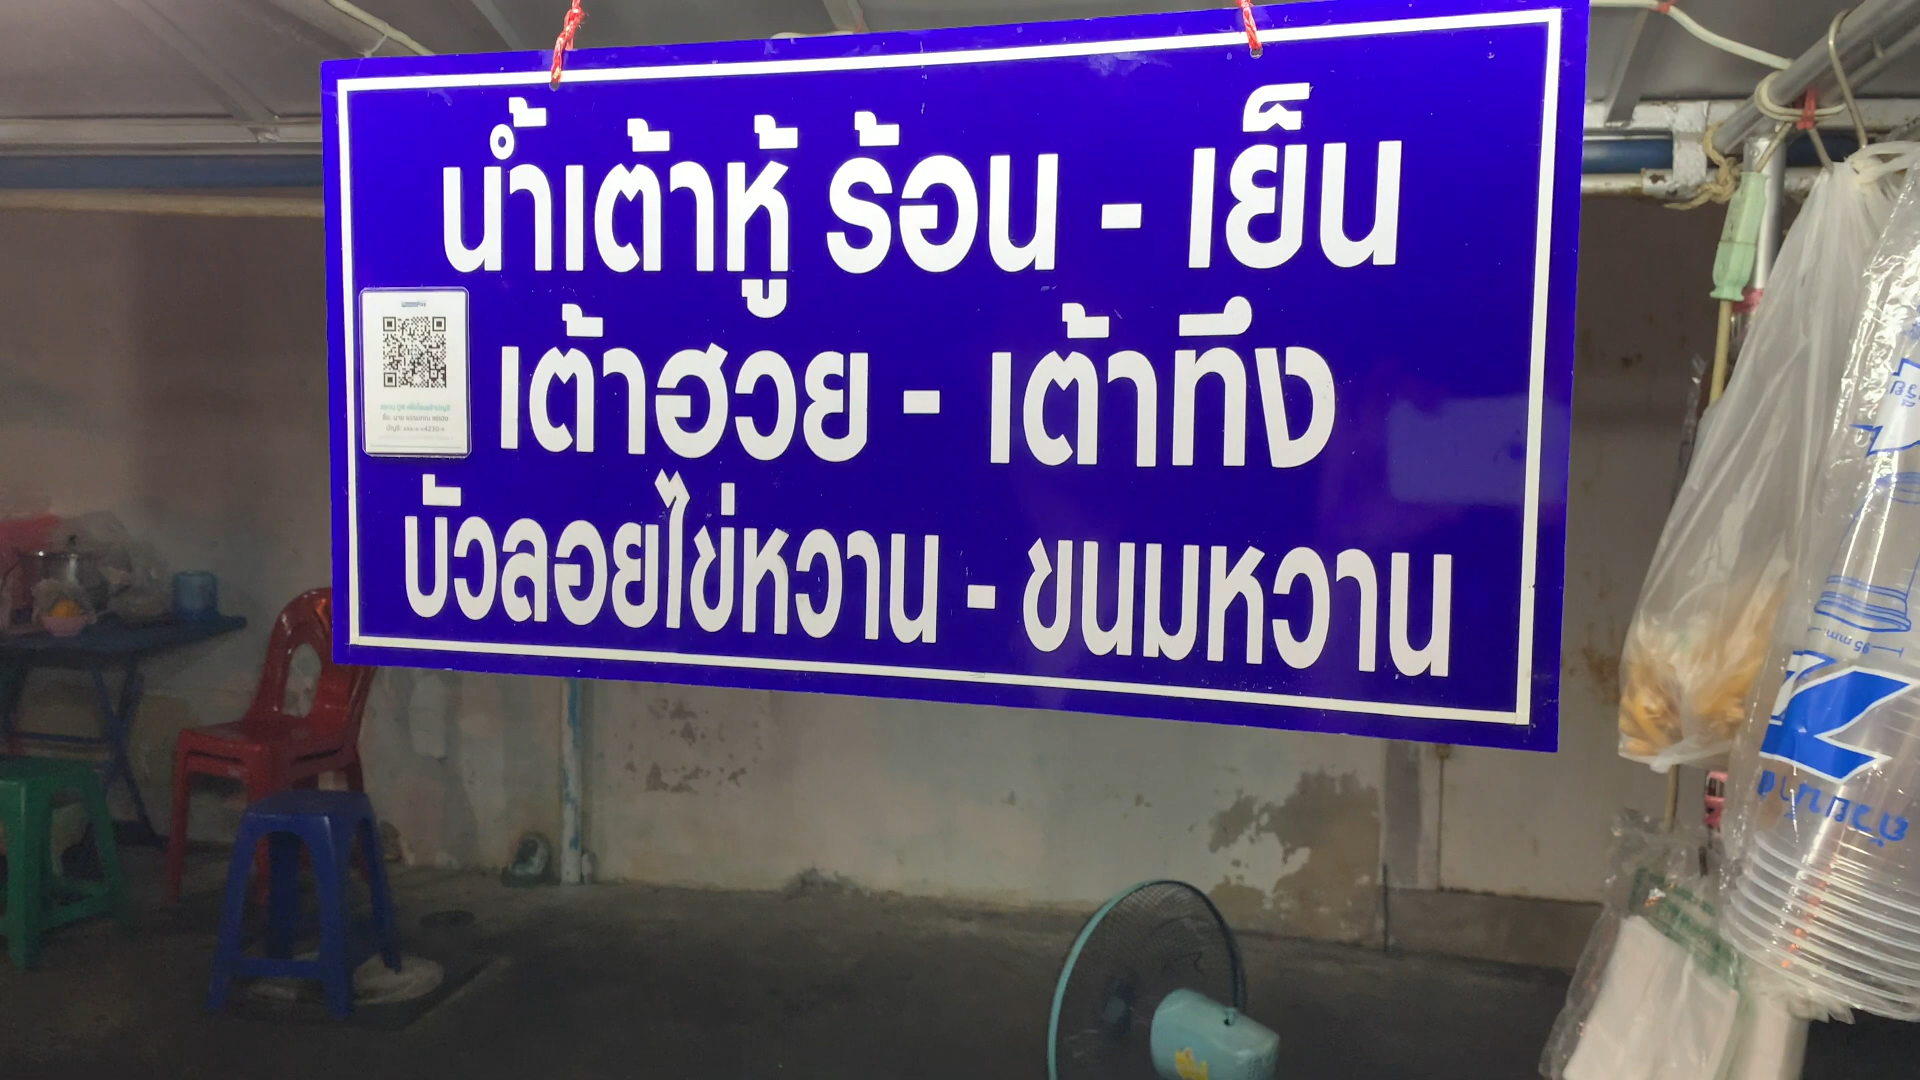 น้ำเต้าหู้ ร้อน - เย็น
เต้าฮวย - เต้าทึง
บัวลอยไข่หวาน - ขนมหวาน
95 mm.